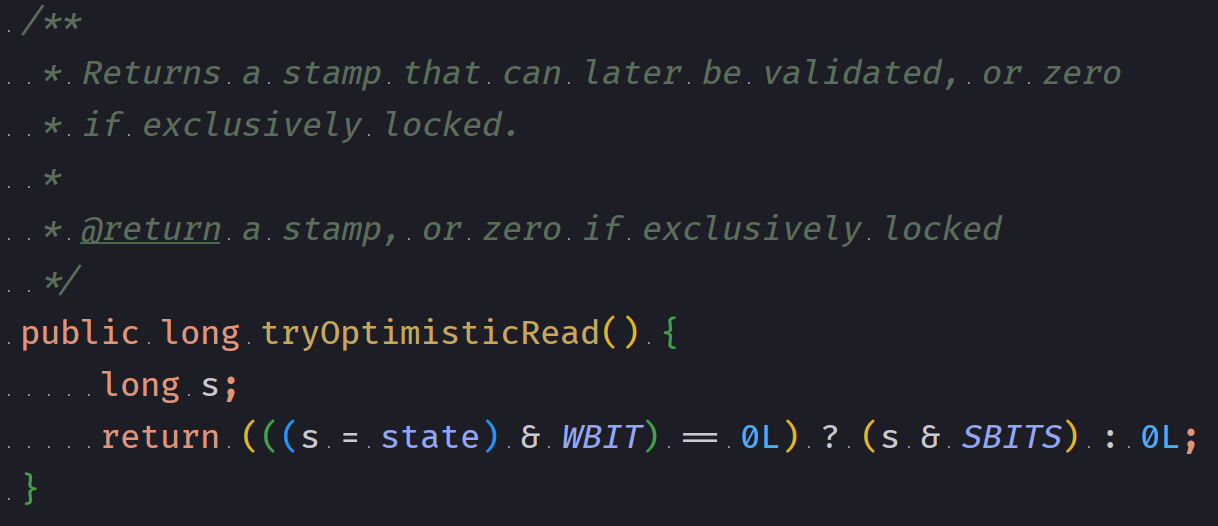 /**
 * Returns a stamp that can later be validated, or zero
 * if exclusively locked.
 *
 * @return a stamp, or zero if exclusively locked
 */
public long tryOptimisticRead() {
    long s;
    return (((s = state) & WBIT) == 0L) ? (s & SBITS) : 0L;
}